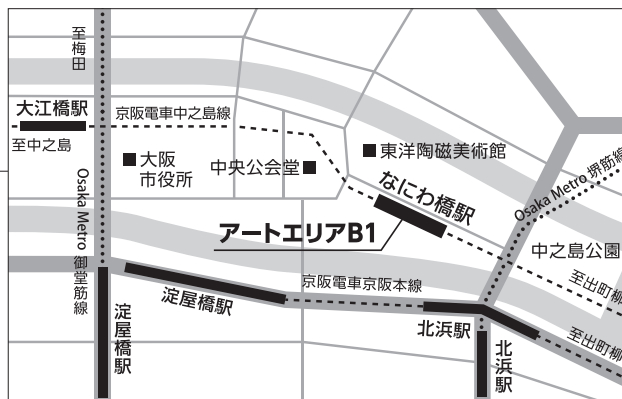 至梅田
大江橋駅
京阪電車中之島線
至中之島
大阪
市役所
中央公会堂
東洋陶磁美術館
なにわ橋駅
アートエリアB1
Osaka Metro 堺筋線
中之島公園
至出町柳
Osaka Metro 御堂筋線
京阪電車京阪本線
淀屋橋駅
北浜駅
至出町柳
淀屋橋駅
北浜駅